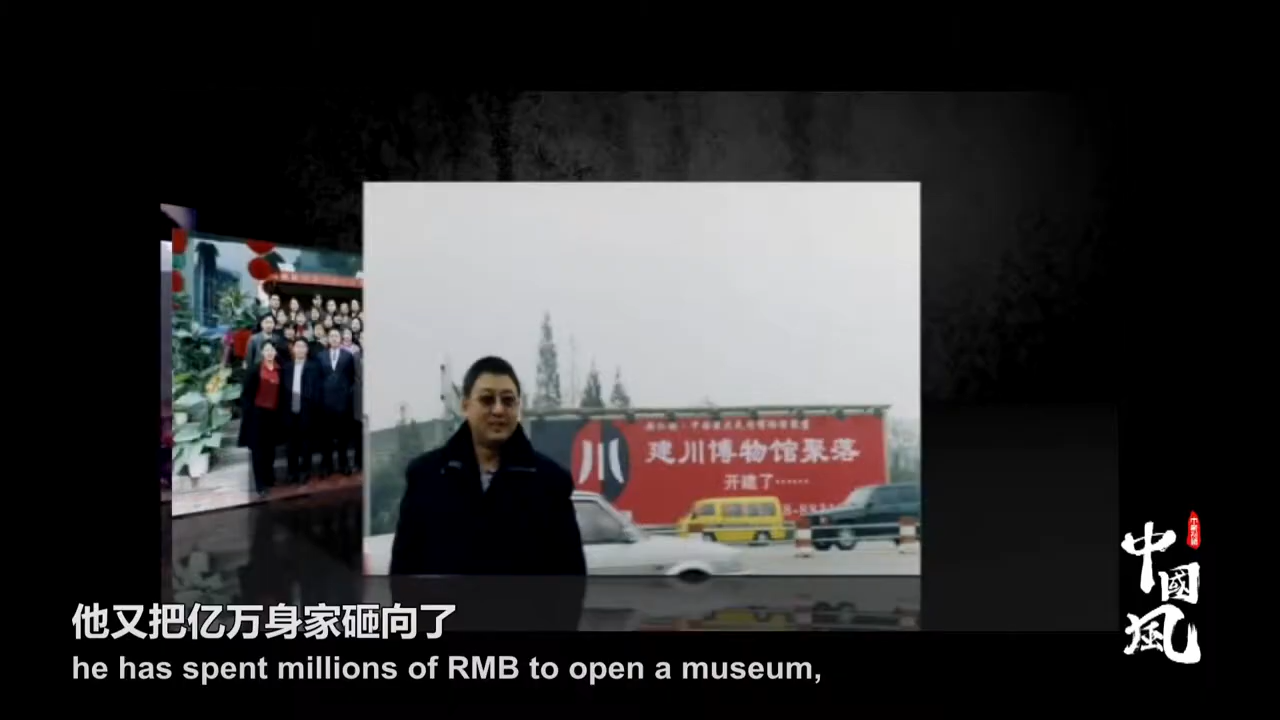 川
建川博物馆聚落
开建了……
中國風
他又把亿万身家砸向了
he has spent millions of RMB to open a museum,